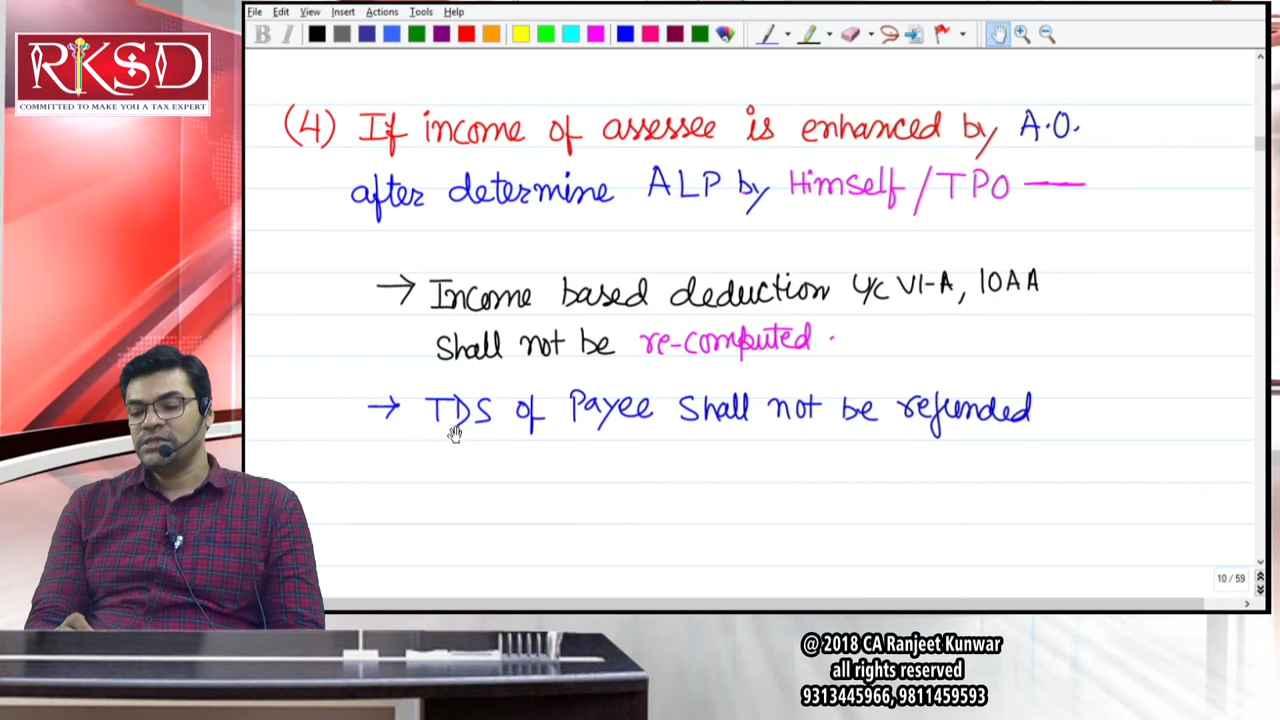 File Edit View Insert Actions Tools Help
B I
RKSD
COMMITTED TO MAKE YOU A TAX EXPERT
(4) If income of assessee is enhanced by A.O.
after determine ALP by Himself/TPO —
→ Income based deduction u/c VI-A, 10AA
Shall not be re-computed.
→ TDS of Payee Shall not be refunded
10 / 59
@ 2018 CA Ranjeet Kunwar
all rights reserved
9313445966, 9811459593